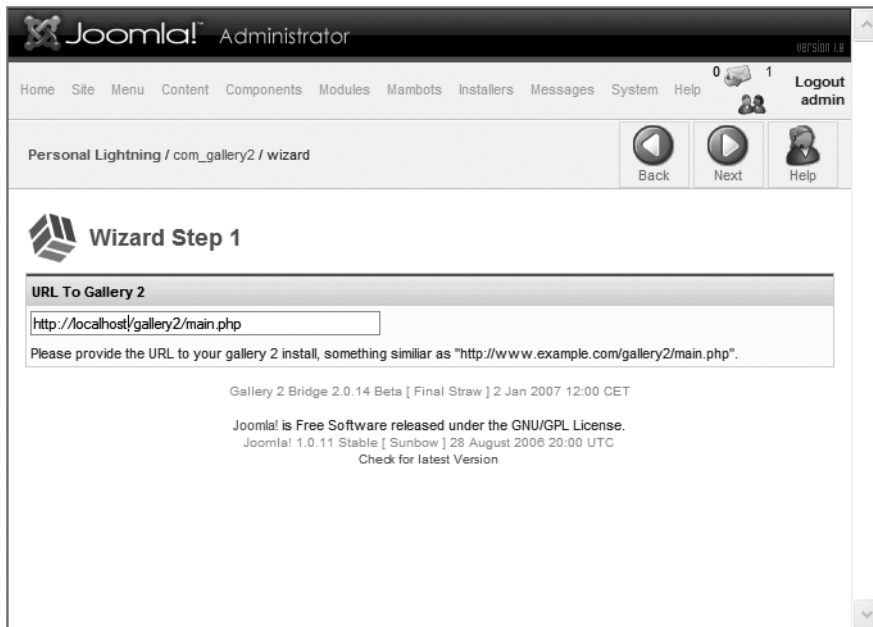 Joomla!™ Administrator
version 1.0
Home Site Menu Content Components Modules Mambots Installers Messages System Help 0 1 Logout
admin
Personal Lightning / com_gallery2 / wizard
Back Next Help
Wizard Step 1
URL To Gallery 2
http://localhost/gallery2/main.php
Please provide the URL to your gallery 2 install, something similiar as "http://www.example.com/gallery2/main.php".
Gallery 2 Bridge 2.0.14 Beta [ Final Straw ] 2 Jan 2007 12:00 CET
Joomla! is Free Software released under the GNU/GPL License.
Joomla! 1.0.11 Stable [ Sunbow ] 28 August 2006 20:00 UTC
Check for latest Version